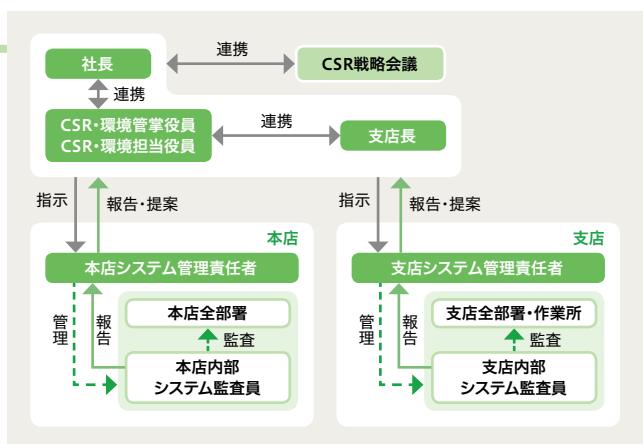 社長
連携
CSR戦略会議
連携
CSR・環境管掌役員
CSR・環境担当役員
連携
支店長
指示
報告・提案
指示
報告・提案
本店
本店システム管理責任者
管理
報告
本店全部署
監査
本店内部
システム監査員
支店
支店システム管理責任者
管理
報告
支店全部署・作業所
監査
支店内部
システム監査員